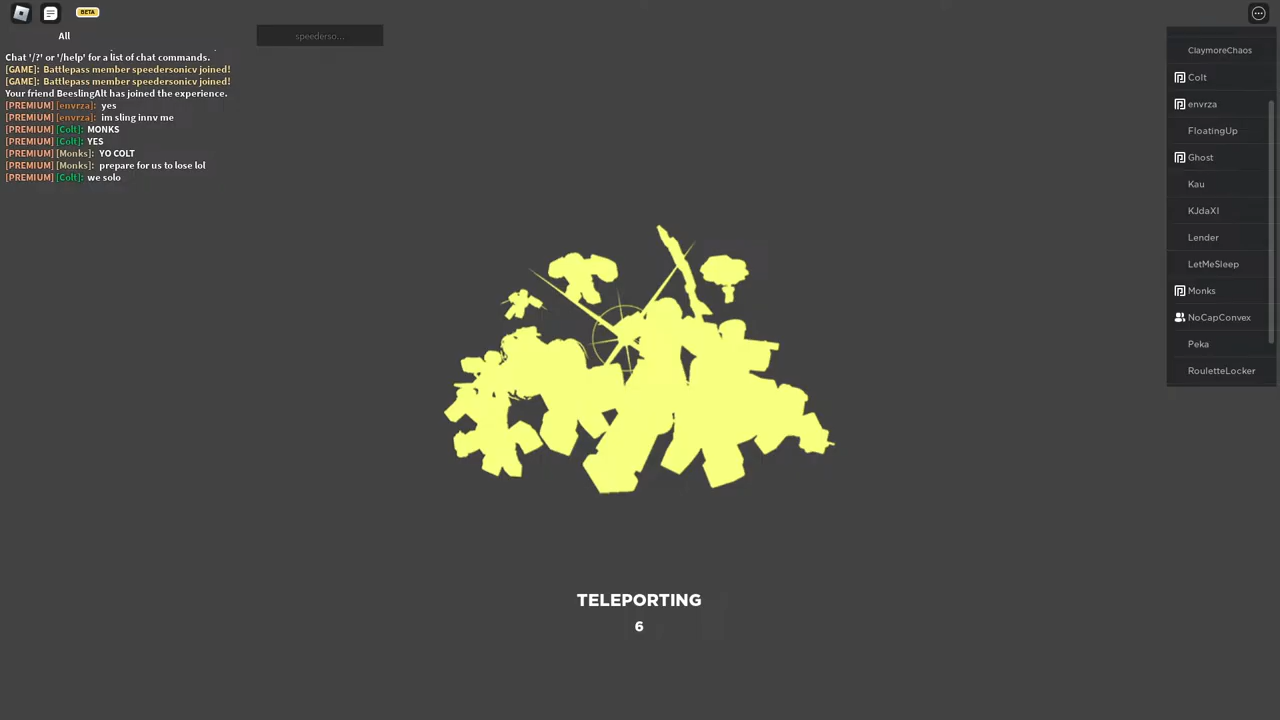 BETA
All
speederso...
Chat '/?' or '/help' for a list of chat commands.
[GAME]: Battlepass member speedersonicv joined!
[GAME]: Battlepass member speedersonicv joined!
Your friend BeeslingAlt has joined the experience.
[PREMIUM] [envrza]: yes
[PREMIUM] [envrza]: im sling innv me
[PREMIUM] [Colt]: MONKS
[PREMIUM] [Colt]: YES
[PREMIUM] [Monks]: YO COLT
[PREMIUM] [Monks]: prepare for us to lose lol
[PREMIUM] [Colt]: we solo
ClaymoreChaos
Colt
envrza
FloatingUp
Ghost
Kau
KJdaXI
Lender
LetMeSleep
Monks
NoCapConvex
Peka
RouletteLocker
TELEPORTING
6